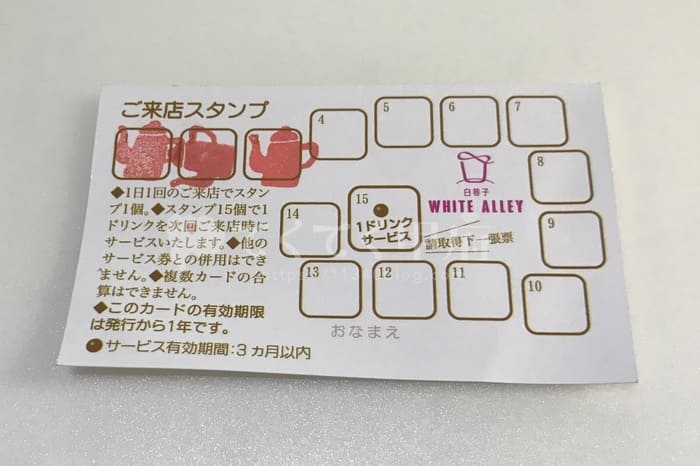 ご来店スタンプ
4
5
6
7
8
9
10
11
12
13
14
15
1ドリンク
サービス
白巷子
WHITE ALLEY
請取得下一張票
◆1日1回のご来店でスタン
プ1個。◆スタンプ15個で1
ドリンクを次回ご来店時に
サービスいたします。◆他の
サービス券との併用はでき
ません。◆複数カードの合
算はできません。
◆このカードの有効期限
は発行から1年です。
サービス有効期間:3ヵ月以内
おなまえ